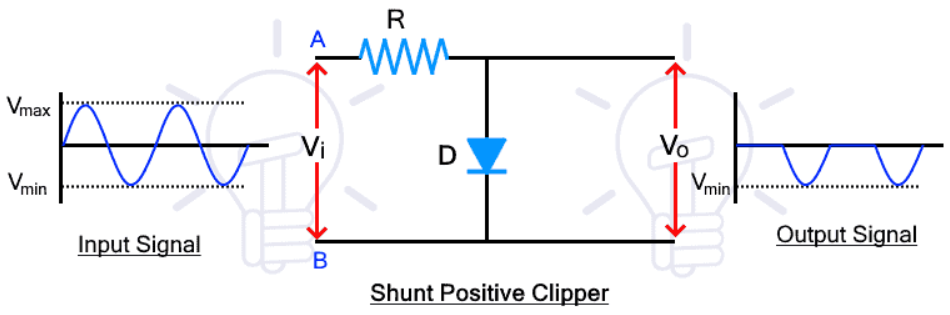 R
A
Vmax
Vi
D
Vo
Vmin
Vmin
Input Signal
Output Signal
B
Shunt Positive Clipper